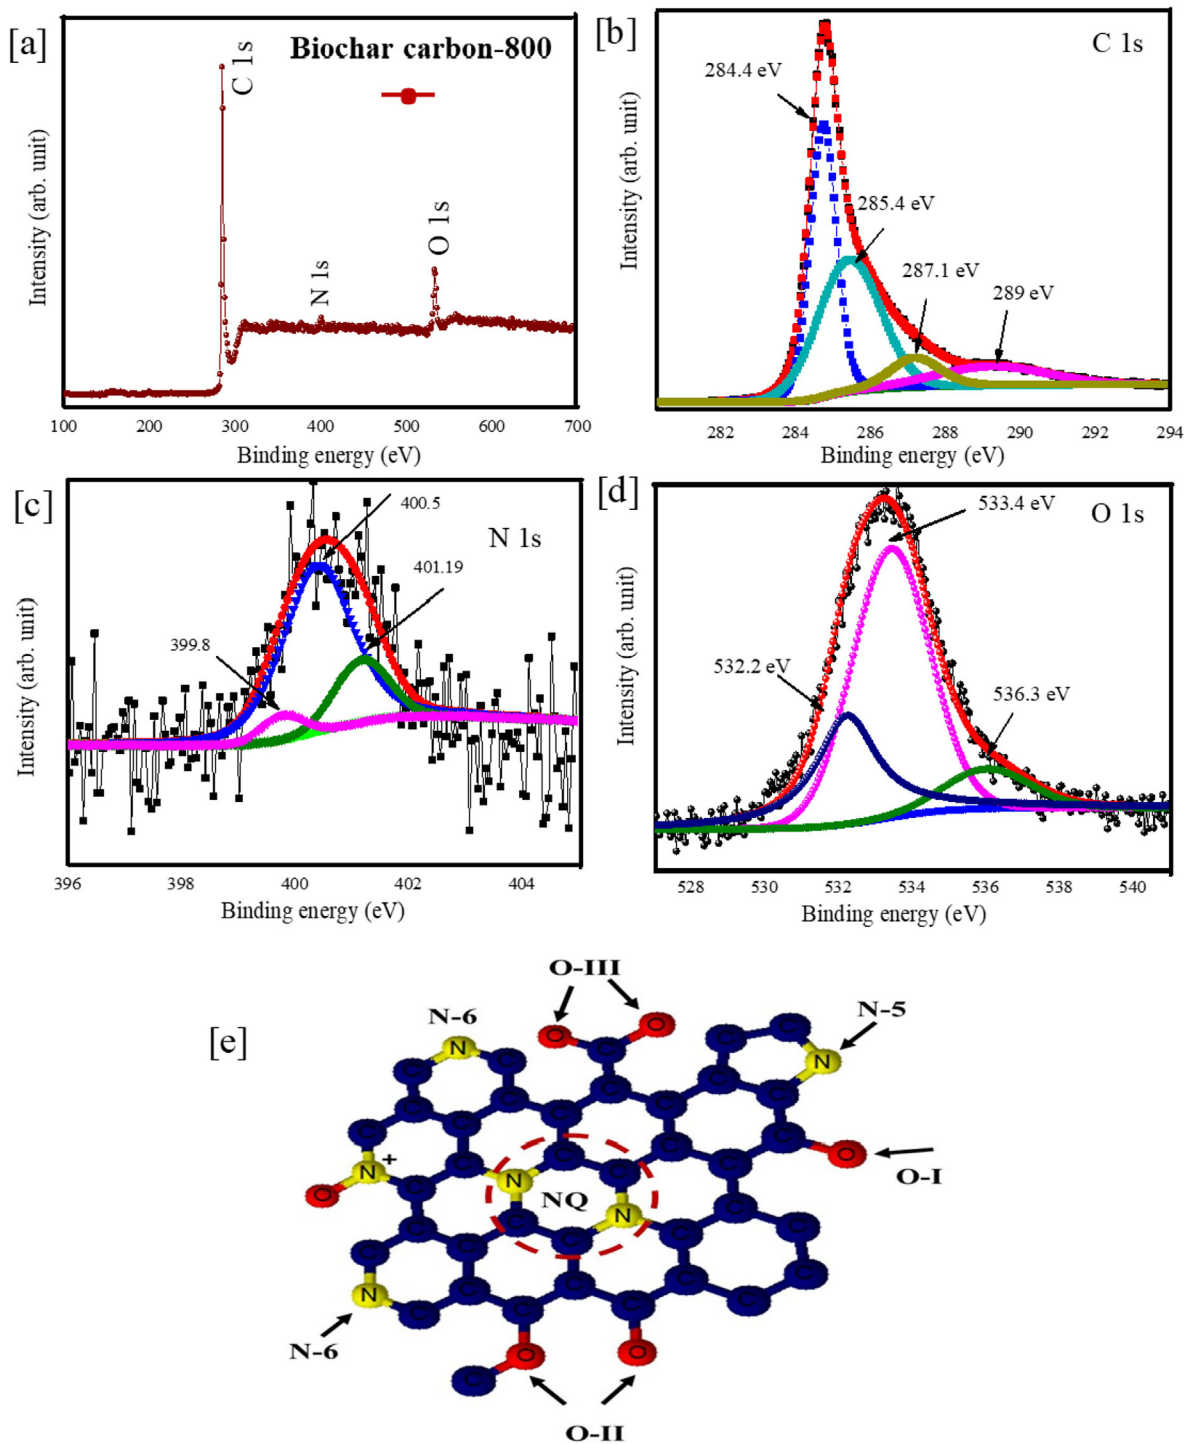 [a]
Biochar carbon-800
C 1s
N 1s
O 1s
Intensity (arb. unit)
100 200 300 400 500 600 700
Binding energy (eV)
[b]
C 1s
284.4 eV
285.4 eV
287.1 eV
289 eV
Intensity (arb. unit)
282 284 286 288 290 292 294
Binding energy (eV)
[c]
N 1s
400.5
401.19
399.8
Intensity (arb. unit)
396 398 400 402 404
Binding energy (eV)
[d]
O 1s
533.4 eV
532.2 eV
536.3 eV
Intensity (arb. unit)
528 530 532 534 536 538 540
Binding energy (eV)
[e]
O-III
N-6
N-5
O O
N
N
N +
O
O
O-I
N
NQ
N
N
N-6
O O
C
O-II